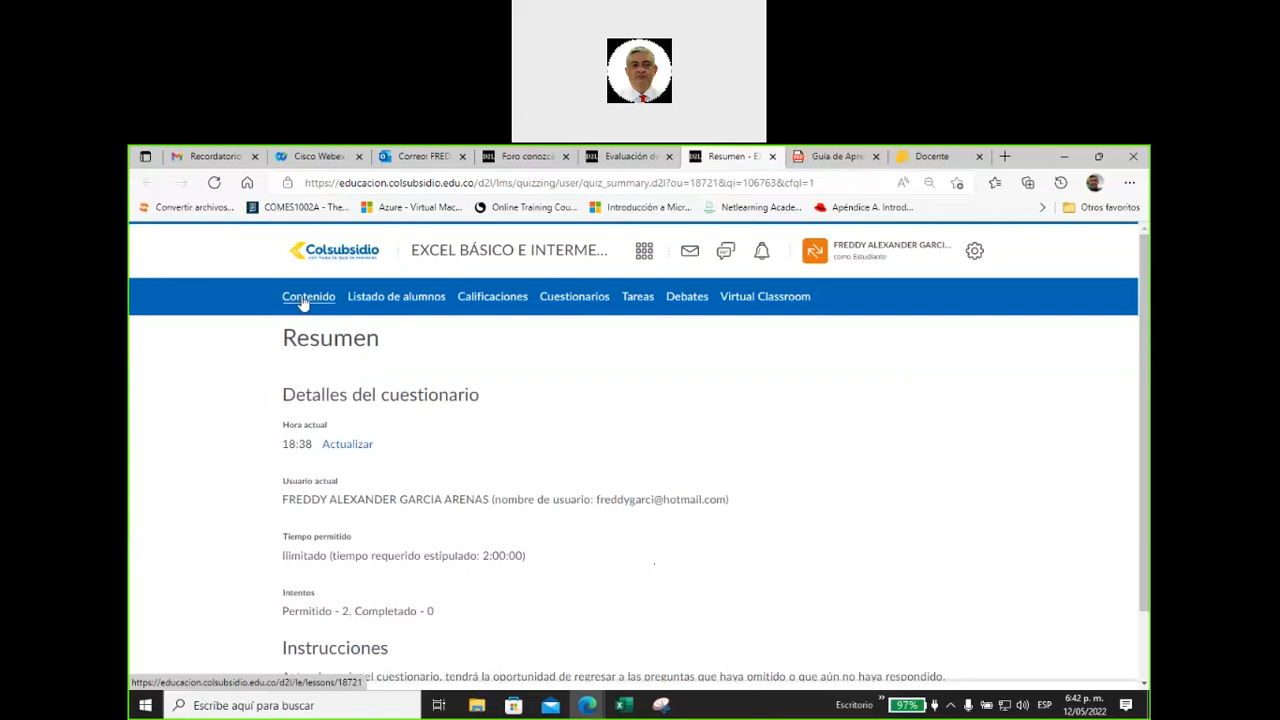 Recordatorio
Cisco Webex
Correo: FRED
Foro conozc
Evaluación de
Resumen - E
Guía de Apre
Docente
https://educacion.colsubsidio.edu.co/d2l/lms/quizzing/user/quiz_summary.d2l?ou=18721&qi=106763&cfql=1
Convertir archivos...
COMES1002A - The...
Azure - Virtual Mac...
Online Training Cou...
Introducción a Micr...
Netlearning Acade...
Apéndice A. Introd...
Otros favoritos
Colsubsidio
EXCEL BÁSICO E INTERME...
FREDDY ALEXANDER GARCI...
como Estudiante
Contenido
Listado de alumnos
Calificaciones
Cuestionarios
Tareas
Debates
Virtual Classroom
Resumen
Detalles del cuestionario
Hora actual
18:38 Actualizar
Usuario actual
FREDDY ALEXANDER GARCIA ARENAS (nombre de usuario: freddygarci@hotmail.com)
Tiempo permitido
Ilimitado (tiempo requerido estipulado: 2:00:00)
Intentos
Permitido - 2, Completado - 0
Instrucciones
el cuestionario, tendrá la oportunidad de regresar a las preguntas que haya omitido o que aún no haya respondido.
https://educacion.colsubsidio.edu.co/d2l/le/lessons/18721
Escribe aquí para buscar
Escritorio
97%
ESP
6:42 p. m.
12/05/2022